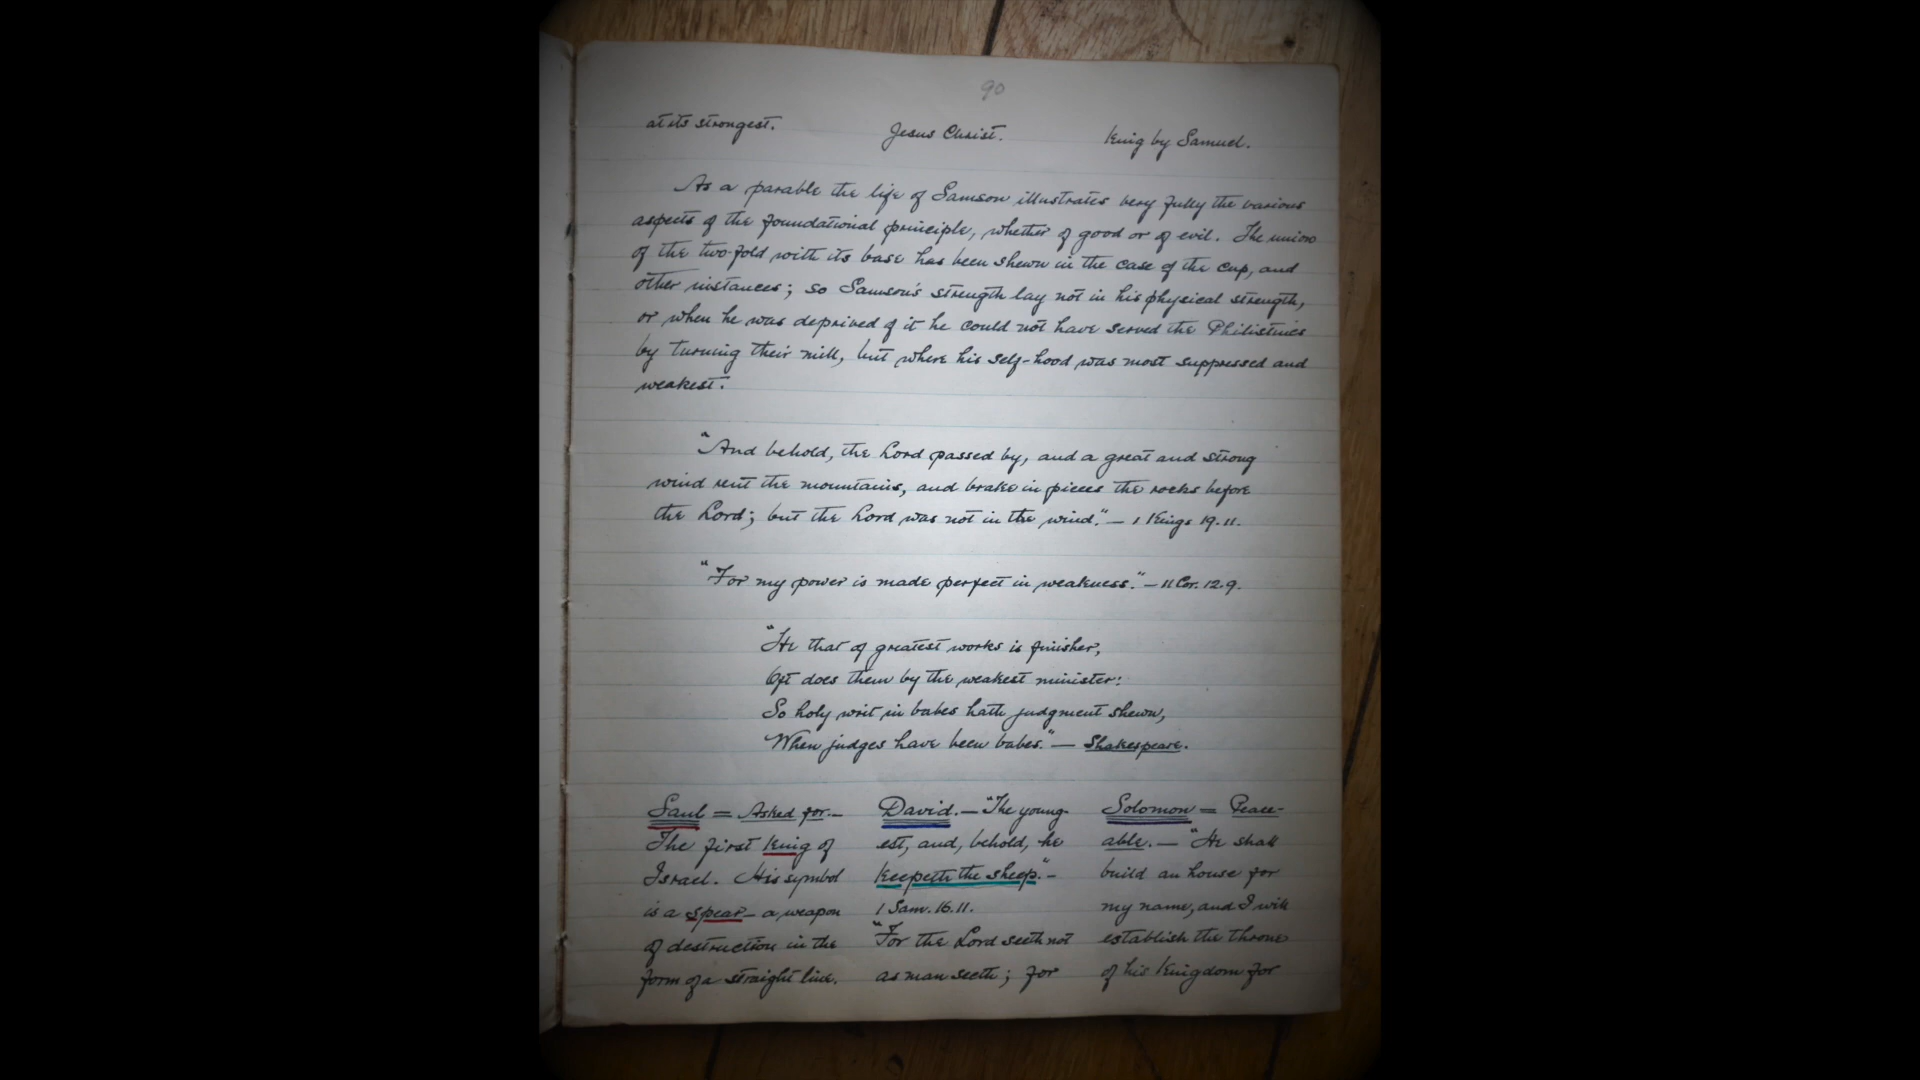 90
at its strongest. Jesus Christ. King by Samuel.
As a parable the life of Samson illustrates very fully the various
aspects of the foundational principle, whether of good or of evil. The union
of the two-fold with its base has been shewn in the case of the cup, and
other instances; so Samson's strength lay not in his physical strength,
or when he was deprived of it he could not have served the Philistines
by turning their mill, but where his self-hood was most suppressed and
weakest.
"And behold, the Lord passed by, and a great and strong
wind rent the mountains, and brake in pieces the rocks before
the Lord; but the Lord was not in the wind." — 1 Kings 19.11.
"For my power is made perfect in weakness." — 11 Cor. 12.9.
"He that of greatest works is finisher,
Oft does them by the weakest minister:
So holy writ in babes hath judgment shewn,
When judges have been babes." — Shakespeare.
Saul = Asked for. —
The first King of
Israel. His symbol
is a spear — a weapon
of destruction in the
form of a straight line.
David. — "The young-
est, and, behold, he
keepeth the sheep." —
1 Sam. 16.11.
"For the Lord seeth not
as man seeth; for
Solomon = Peace-
able. — "He shall
build an house for
my name, and I will
establish the throne
of his Kingdom for